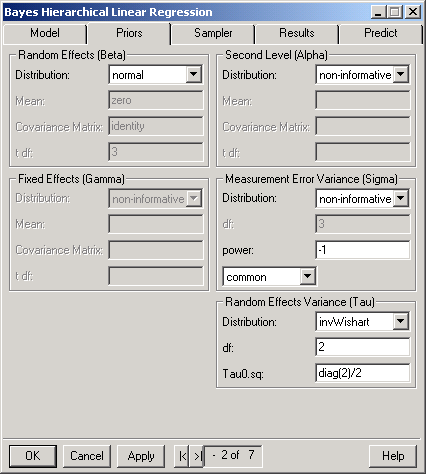 Bayes Hierarchical Linear Regression
Model Priors Sampler Results Predict
Random Effects (Beta)
Distribution: normal
Mean: zero
Covariance Matrix: identity
t df: 3
Second Level (Alpha)
Distribution: non-informative
Mean:
Covariance Matrix:
t df:
Fixed Effects (Gamma)
Distribution: non-informative
Mean:
Covariance Matrix:
t df:
Measurement Error Variance (Sigma)
Distribution: non-informative
df: 3
power: -1
common
Random Effects Variance (Tau)
Distribution: invWishart
df: 2
Tau0.sq: diag(2)/2
OK Cancel Apply |< >| - 2 of 7 Help